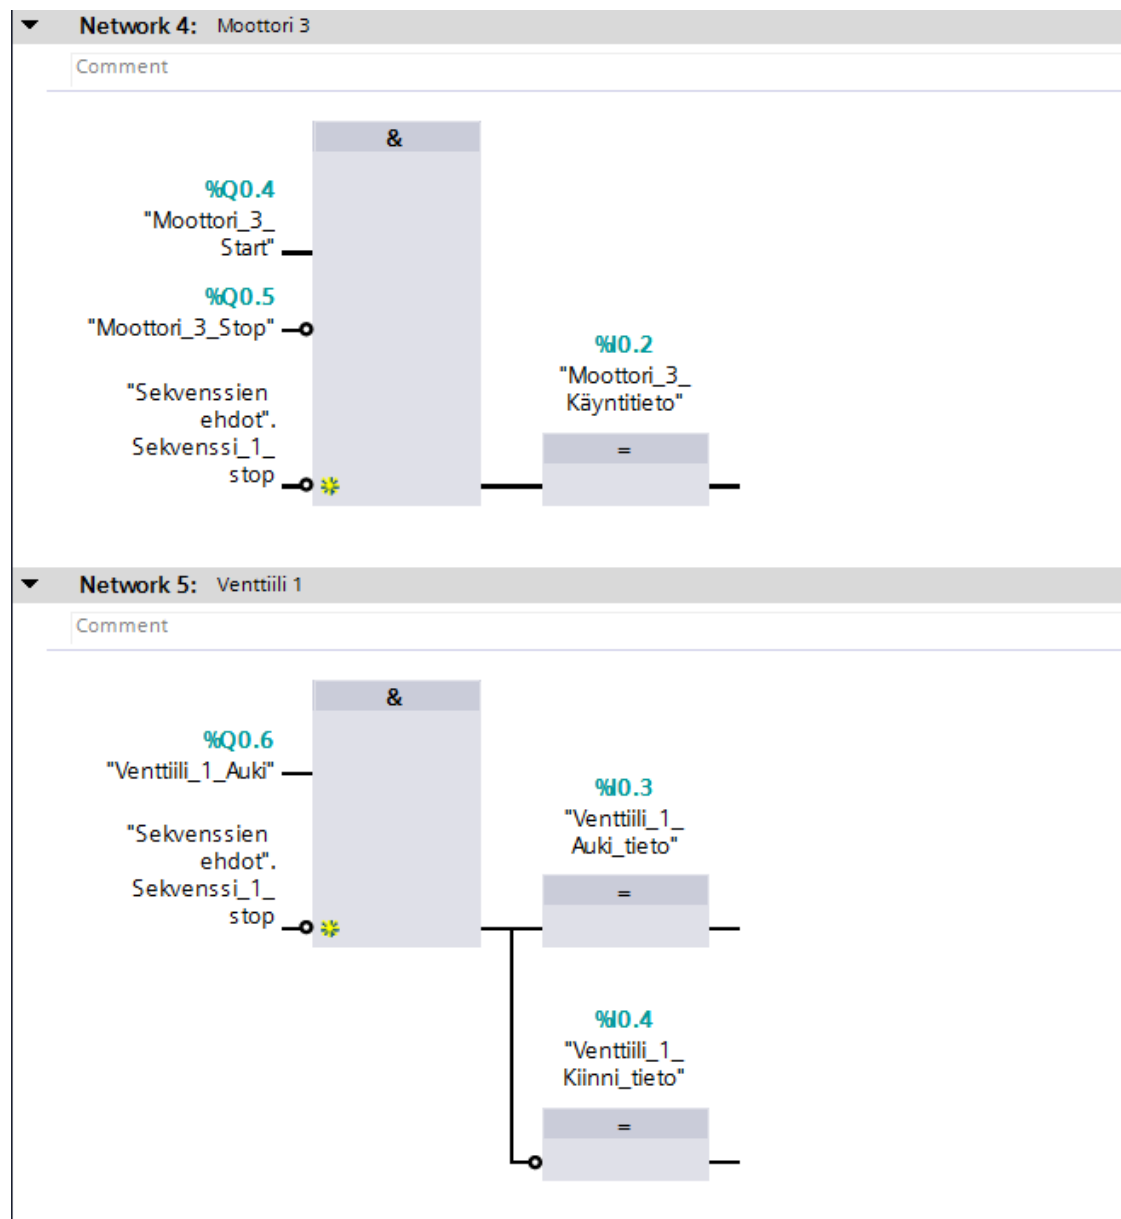 Network 4: Moottori 3
Comment
&
%Q0.4
"Moottori_3_
Start"
%Q0.5
"Moottori_3_Stop"
"Sekvenssien
ehdot".
Sekvenssi_1_
stop
%I0.2
"Moottori_3_
Käyntitieto"
=
Network 5: Venttiili 1
Comment
&
%Q0.6
"Venttiili_1_Auki"
"Sekvenssien
ehdot".
Sekvenssi_1_
stop
%I0.3
"Venttiili_1_
Auki_tieto"
=
%I0.4
"Venttiili_1_
Kiinni_tieto"
=